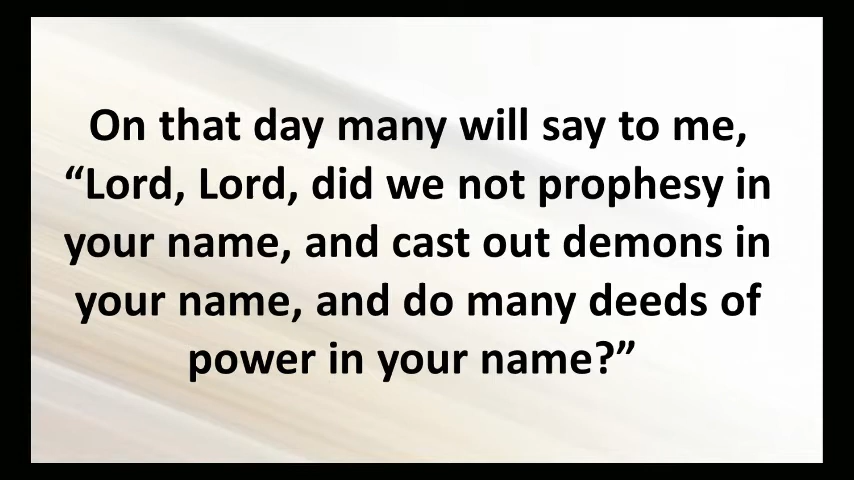 On that day many will say to me,
“Lord, Lord, did we not prophesy in
your name, and cast out demons in
your name, and do many deeds of
power in your name?”